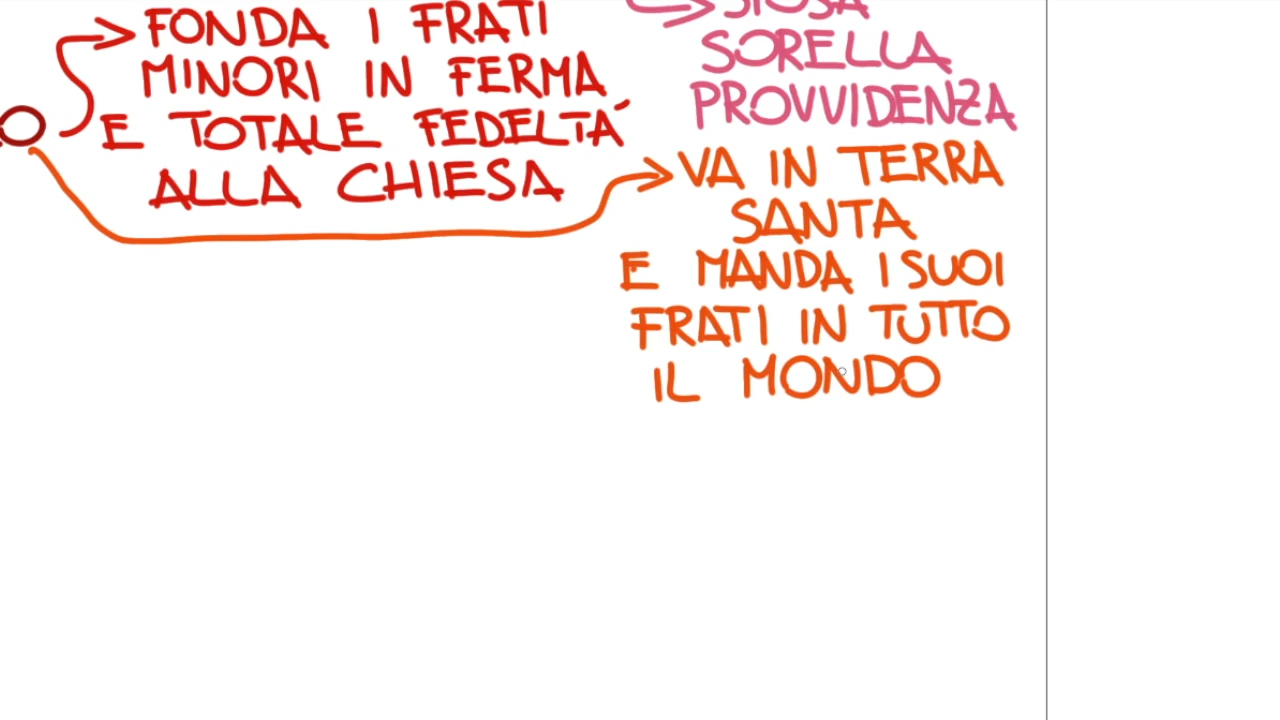 FONDA I FRATI
MINORI IN FERMA
E TOTALE FEDELTÀ
ALLA CHIESA
SORELLA
PROVVIDENZA
VA IN TERRA
SANTA
E MANDA I SUOI
FRATI IN TUTTO
IL MONDO